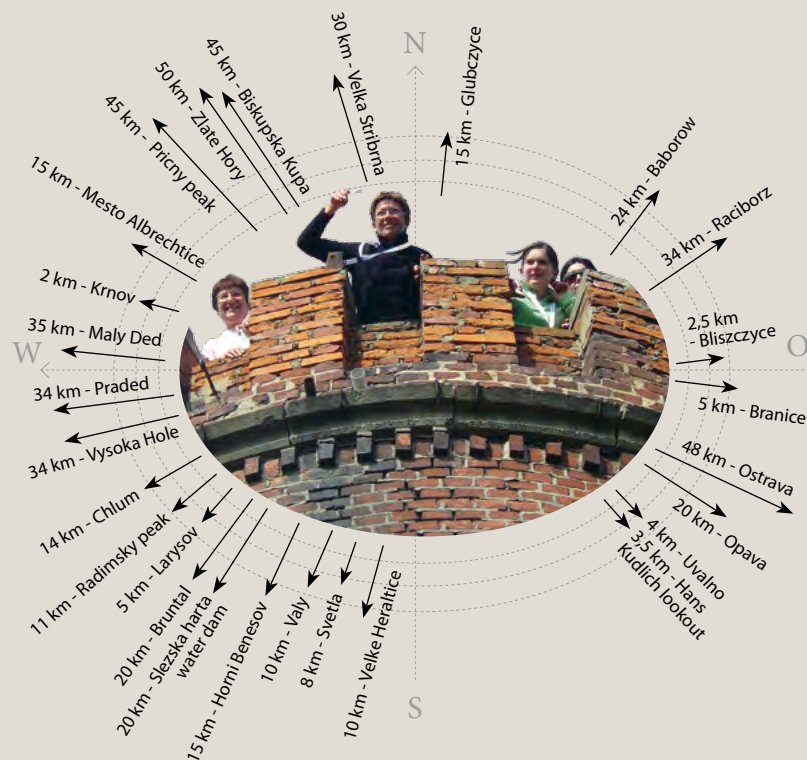 N
30 km - Velka Stribrna
15 km - Glubczyce
45 km - Biskupska Kupa
50 km - Zlate Hory
45 km - Pricny peak
24 km - Baborow
34 km - Raciborz
15 km - Mesto Albrechtice
2 km - Krnov
35 km - Maly Ded
2,5 km
- Bliszczyce
W
O
34 km - Praded
5 km - Branice
34 km - Vysoka Hole
48 km - Ostrava
14 km - Chlum
20 km - Opava
11 km - Radimsky peak
4 km - Uvalno
5 km - Larysov
3,5 km - Hans
Kudlich lookout
20 km - Bruntal
20 km - Slezska harta
water dam
15 km - Horni Benesov
10 km - Valy
8 km - Svetla
10 km - Velke Heraltice
S